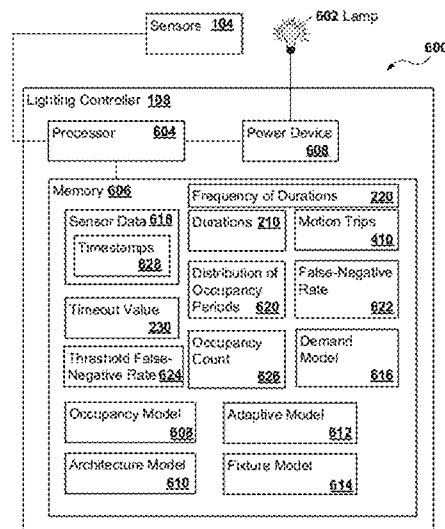 Sensors 104
602 Lamp
600
Lighting Controller 108
Processor
604
Power Device
608
Memory 606
Frequency of Durations 220
Sensor Data 618
Timestamps
628
Durations 210
Motion Trips
410
Distribution of
Occupancy
Periods
620
False-Negative
Rate
622
Timeout Value
230
Threshold False-
Negative Rate 624
Occupancy
Count
626
Demand
Model
616
Occupancy Model
Adaptive Model
612
Architecture Model
610
Fixture Model
614